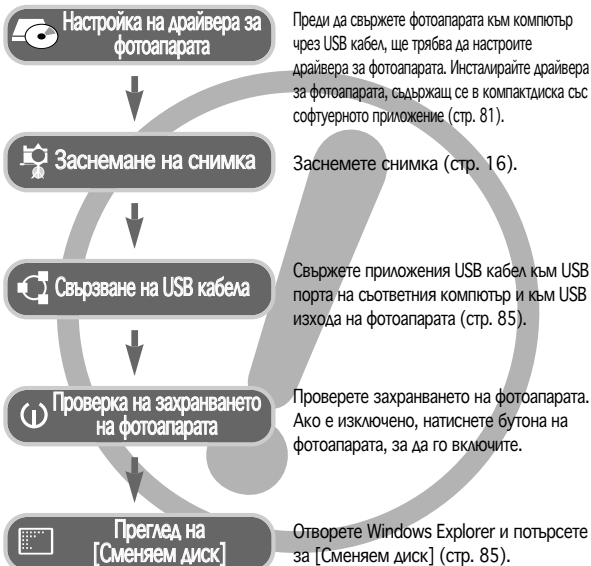 Настройка на драйвера за
фотоапарата
Преди да свържете фотоапарата към компютър
чрез USB кабел, ще трябва да настроите
драйвера за фотоапарата. Инсталирайте драйвера
за фотоапарата, съдържащ се в компактдиска със
софтуерното приложение (стр. 81).
Заснемане на снимка
Заснемете снимка (стр. 16).
Свързване на USB кабела
Свържете приложения USB кабел към USB
порта на съответния компютър и към USB
изхода на фотоапарата (стр. 85).
Проверка на захранването
на фотоапарата
Проверете захранването на фотоапарата.
Ако е изключено, натиснете бутона на
фотоапарата, за да го включите.
Преглед на
[Сменяем диск]
Отворете Windows Explorer и потърсете
за [Сменяем диск] (стр. 85).